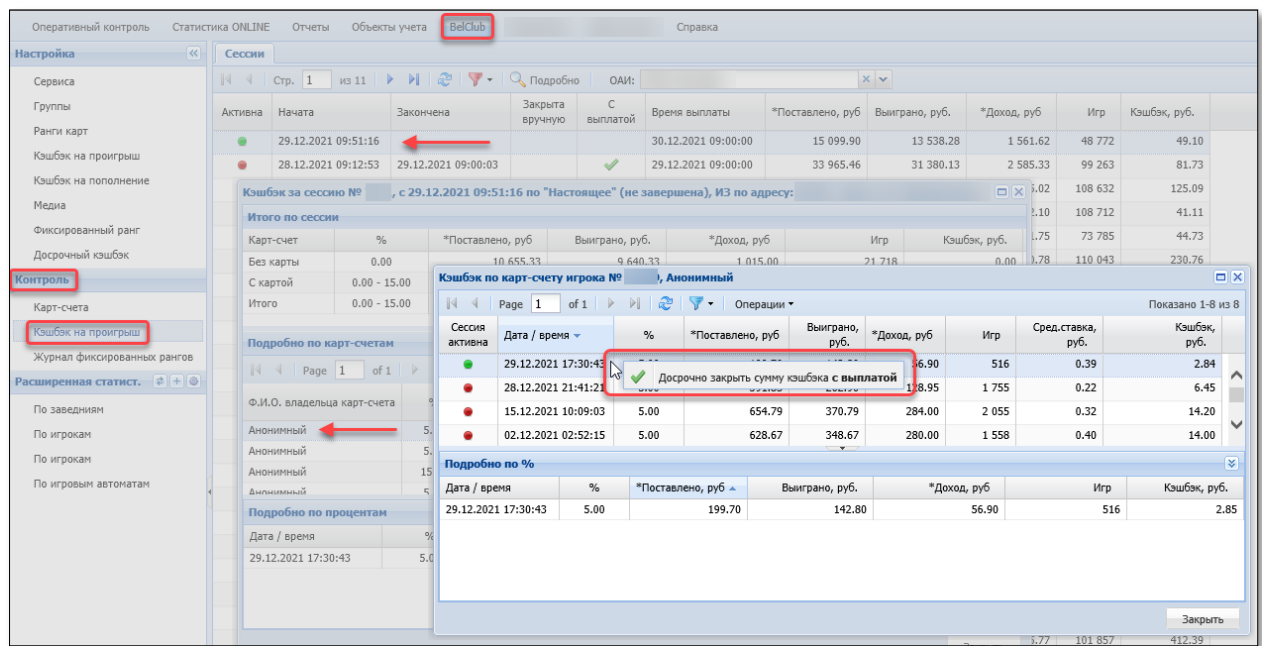 Оперативный контроль Статистика ONLINE Отчеты Объекты учета BelClub Справка
Настройка
Сервиса
Группы
Ранги карт
Кэшбэк на проигрыш
Кэшбэк на пополнение
Медиа
Фиксированный ранг
Досрочный кэшбэк
Контроль
Карт-счета
Кэшбэк на проигрыш
Журнал фиксированных рангов
Расширенная статист.
По заведниям
По игрокам
По игрокам
По игровым автоматам
Сессии
Стр. 1 из 11 Подробно ОАИ:
Активна Начата Закончена Закрыта вручную С выплатой Время выплаты *Поставлено, руб Выиграно, руб. *Доход, руб Игр Кэшбэк, руб.
29.12.2021 09:51:16 30.12.2021 09:00:00 15 099.90 13 538.28 1 561.62 48 772 49.10
28.12.2021 09:12:53 29.12.2021 09:00:03 29.12.2021 09:00:00 33 965.46 31 380.13 2 585.33 99 263 81.73
108 632 125.09
108 712 41.11
73 785 44.73
110 043 230.76
101 857 412.39
Кэшбэк за сессию № , с 29.12.2021 09:51:16 по "Настоящее" (не завершена), ИЗ по адресу:
Итого по сессии
Карт-счет % *Поставлено, руб Выиграно, руб. *Доход, руб Игр Кэшбэк, руб.
Без карты 0.00 10 655.33 9 640.33 1 015.00 21 718 0.00
С картой 0.00 - 15.00
Итого 0.00 - 15.00
Подробно по карт-счетам
Page 1 of 1
Ф.И.О. владельца карт-счета
Анонимный 5.
Анонимный 5.
Анонимный 15
Анонимный 5
Подробно по процентам
Дата / время %
29.12.2021 17:30:43 5.0
Кэшбэк по карт-счету игрока № , Анонимный
Page 1 of 1 Операции Показано 1-8 из 8
Сессия активна Дата / время % *Поставлено, руб Выиграно, руб. *Доход, руб Игр Сред.ставка, руб. Кэшбэк, руб.
29.12.2021 17:30:43 56.90 516 0.39 2.84
Досрочно закрыть сумму кэшбэка с выплатой
28.12.2021 21:41:21 128.95 1 755 0.22 6.45
15.12.2021 10:09:03 5.00 654.79 370.79 284.00 2 055 0.32 14.20
02.12.2021 02:52:15 5.00 628.67 348.67 280.00 1 558 0.40 14.00
Подробно по %
Дата / время % *Поставлено, руб Выиграно, руб. *Доход, руб Игр Кэшбэк, руб.
29.12.2021 17:30:43 5.00 199.70 142.80 56.90 516 2.85
Закрыть